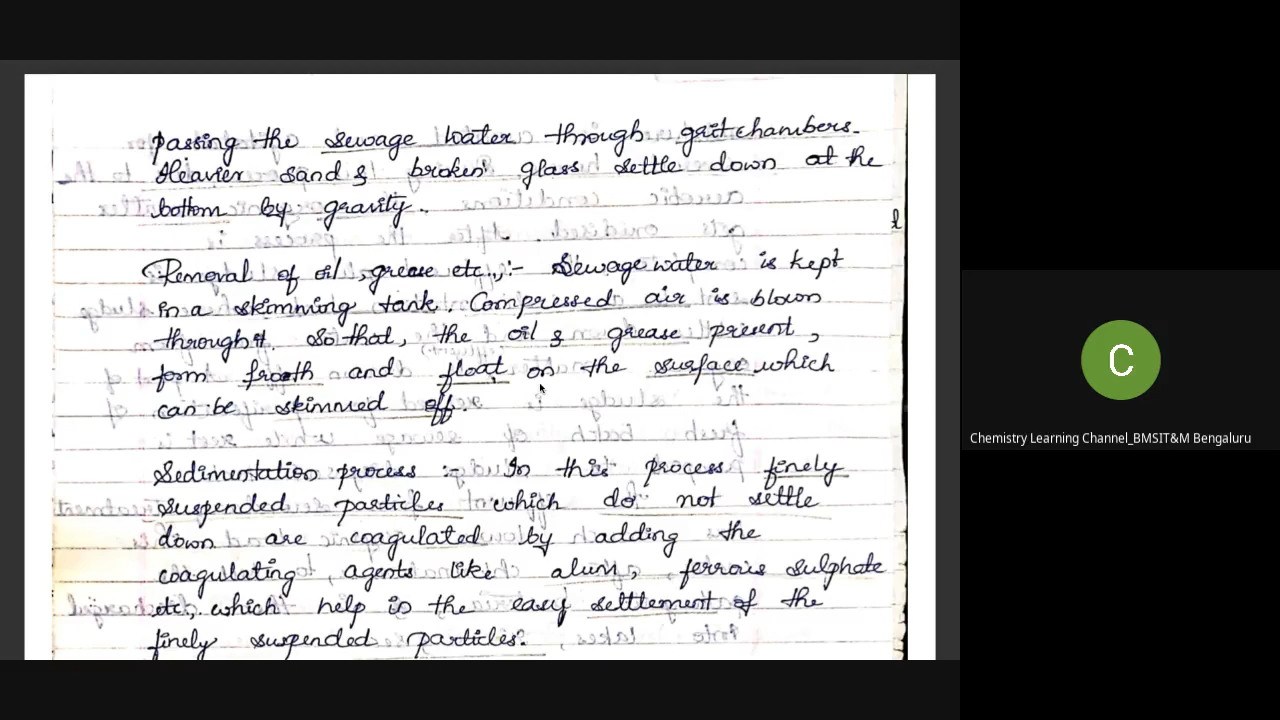 passing the sewage water through gritchambers.
Heavier sand & broken glass settle down at the
bottom by gravity.
Removal of oil, grease etc.,:- Sewage water is kept
in a skimming tank. Compressed air is blown
through it. So that, the oil & grease present,
form froth and float on the surface which
can be skimmed off.
Sedimentation process :- In this process finely
suspended particles which do not settle
down are coagulated by adding the
coagulating agents like alum, ferrous sulphate
etc, which help in the easy settlement of the
finely suspended particles.
C
Chemistry Learning Channel_BMSIT&M Bengaluru